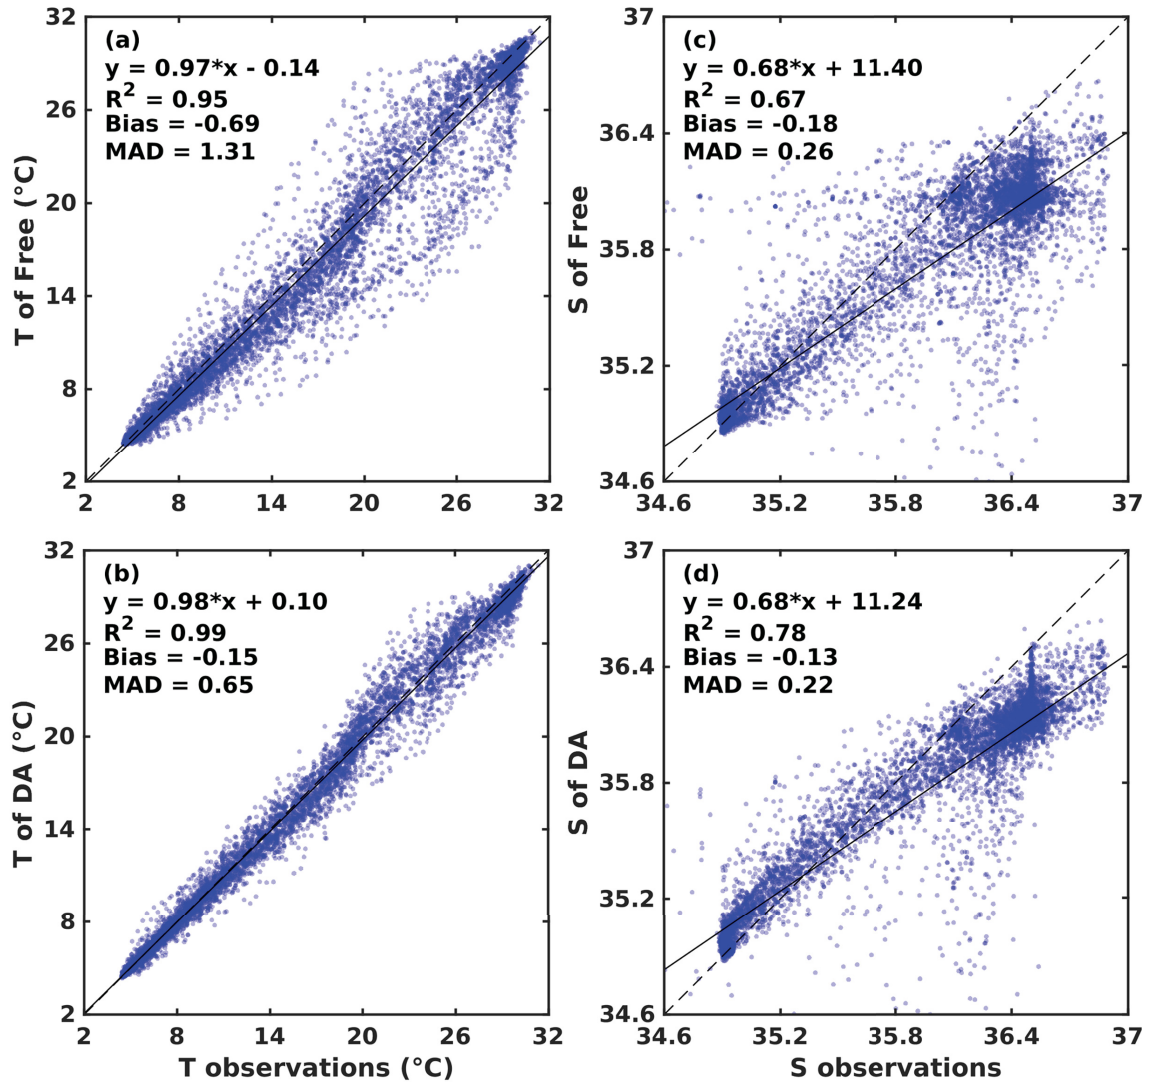 (a)
y = 0.97*x - 0.14
R² = 0.95
Bias = -0.69
MAD = 1.31
T of Free (°C)
32
26
20
14
8
2
2 8 14 20 26 32
(c)
y = 0.68*x + 11.40
R² = 0.67
Bias = -0.18
MAD = 0.26
S of Free
37
36.4
35.8
35.2
34.6
34.6 35.2 35.8 36.4 37
(b)
y = 0.98*x + 0.10
R² = 0.99
Bias = -0.15
MAD = 0.65
T of DA (°C)
32
26
20
14
8
2
2 8 14 20 26 32
T observations (°C)
(d)
y = 0.68*x + 11.24
R² = 0.78
Bias = -0.13
MAD = 0.22
S of DA
37
36.4
35.8
35.2
34.6
34.6 35.2 35.8 36.4 37
S observations